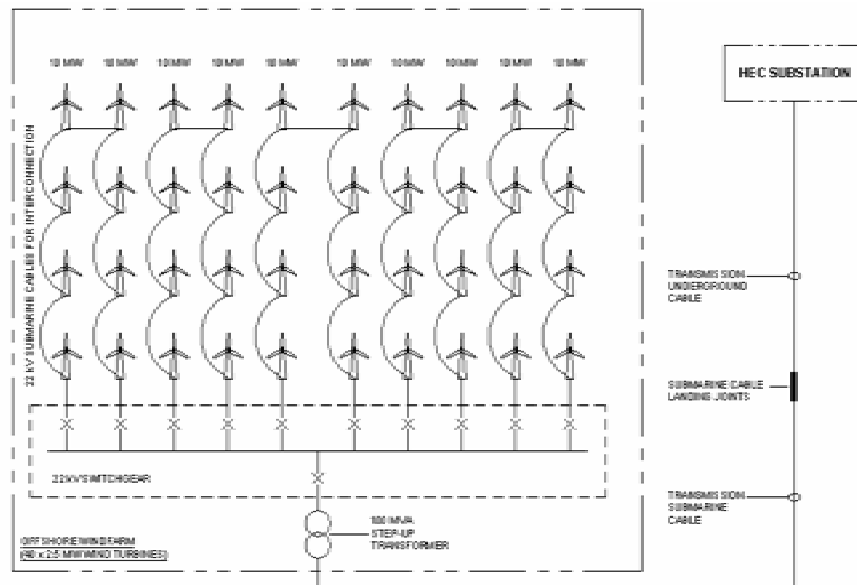 10 MW 10 MW 10 MW 10 MW 10 MW 10 MW 10 MW 10 MW 10 MW 10 MW
HEC SUBSTATION
22 KV SUBMARINE CABLES FOR INTERCONNECTION
TRANSMISSION
UNDERGROUND
CABLE
SUBMARINE CABLE
LANDING JOINTS
22 KV SWITCHGEAR
TRANSMISSION
SUBMARINE
CABLE
100 MVA
STEP-UP
TRANSFORMER
OFFSHORE WINDFARM
(40 x 2.5 MW WIND TURBINES)